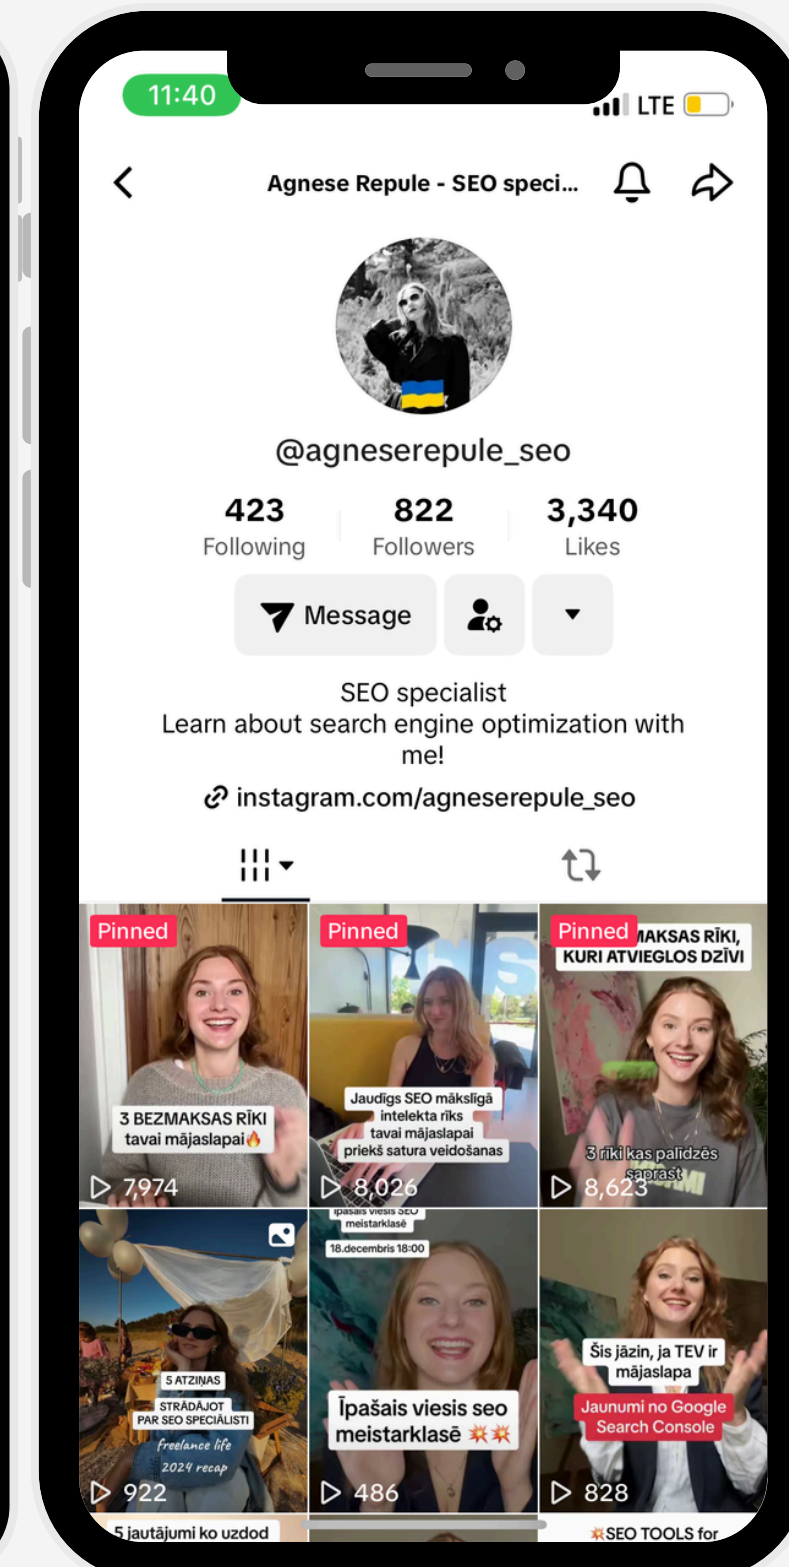 11:40
LTE
Agnese Repule - SEO speci...
@agneserepule_seo
423
Following
822
Followers
3,340
Likes
Message
SEO specialist
Learn about search engine optimization with
me!
instagram.com/agneserepule_seo
Pinned
3 BEZMAKSAS RĪKI
tavai mājaslapai🔥
7,974
Pinned
Jaudīgs SEO mākslīgā
intelekta rīks
tavai mājaslapai
priekš satura veidošanas
8,026
Pinned
MAKSAS RĪKI,
KURI ATVIEGLOS DZĪVI
3 rīki kas palīdzēs
saprast
8,623
5 ATZIŅAS
STRĀDĀJOT
PAR SEO SPECIĀLISTI
freelance life
2024 recap
922
īpašais viesis SEO
meistarklasē
18.decembris 18:00
Īpašais viesis seo
meistarklasē 💥💥
486
Šis jāzin, ja TEV ir
mājaslapa
Jaunumi no Google
Search Console
828
5 jautājumi ko uzdod
💥SEO TOOLS for